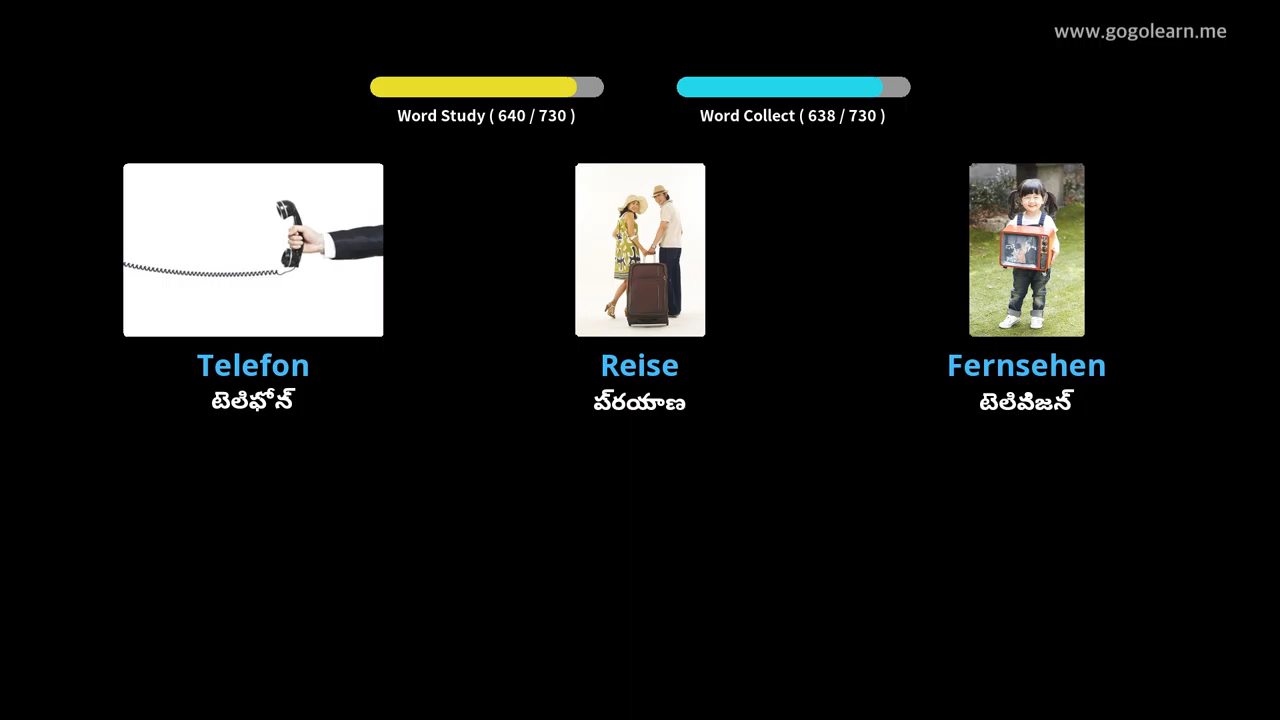 www.gogolearn.me
Word Study ( 640 / 730 )
Word Collect ( 638 / 730 )
Telefon
Reise
Fernsehen
టెలిఫోన్
ప్రయాణ
టెలివిజన్